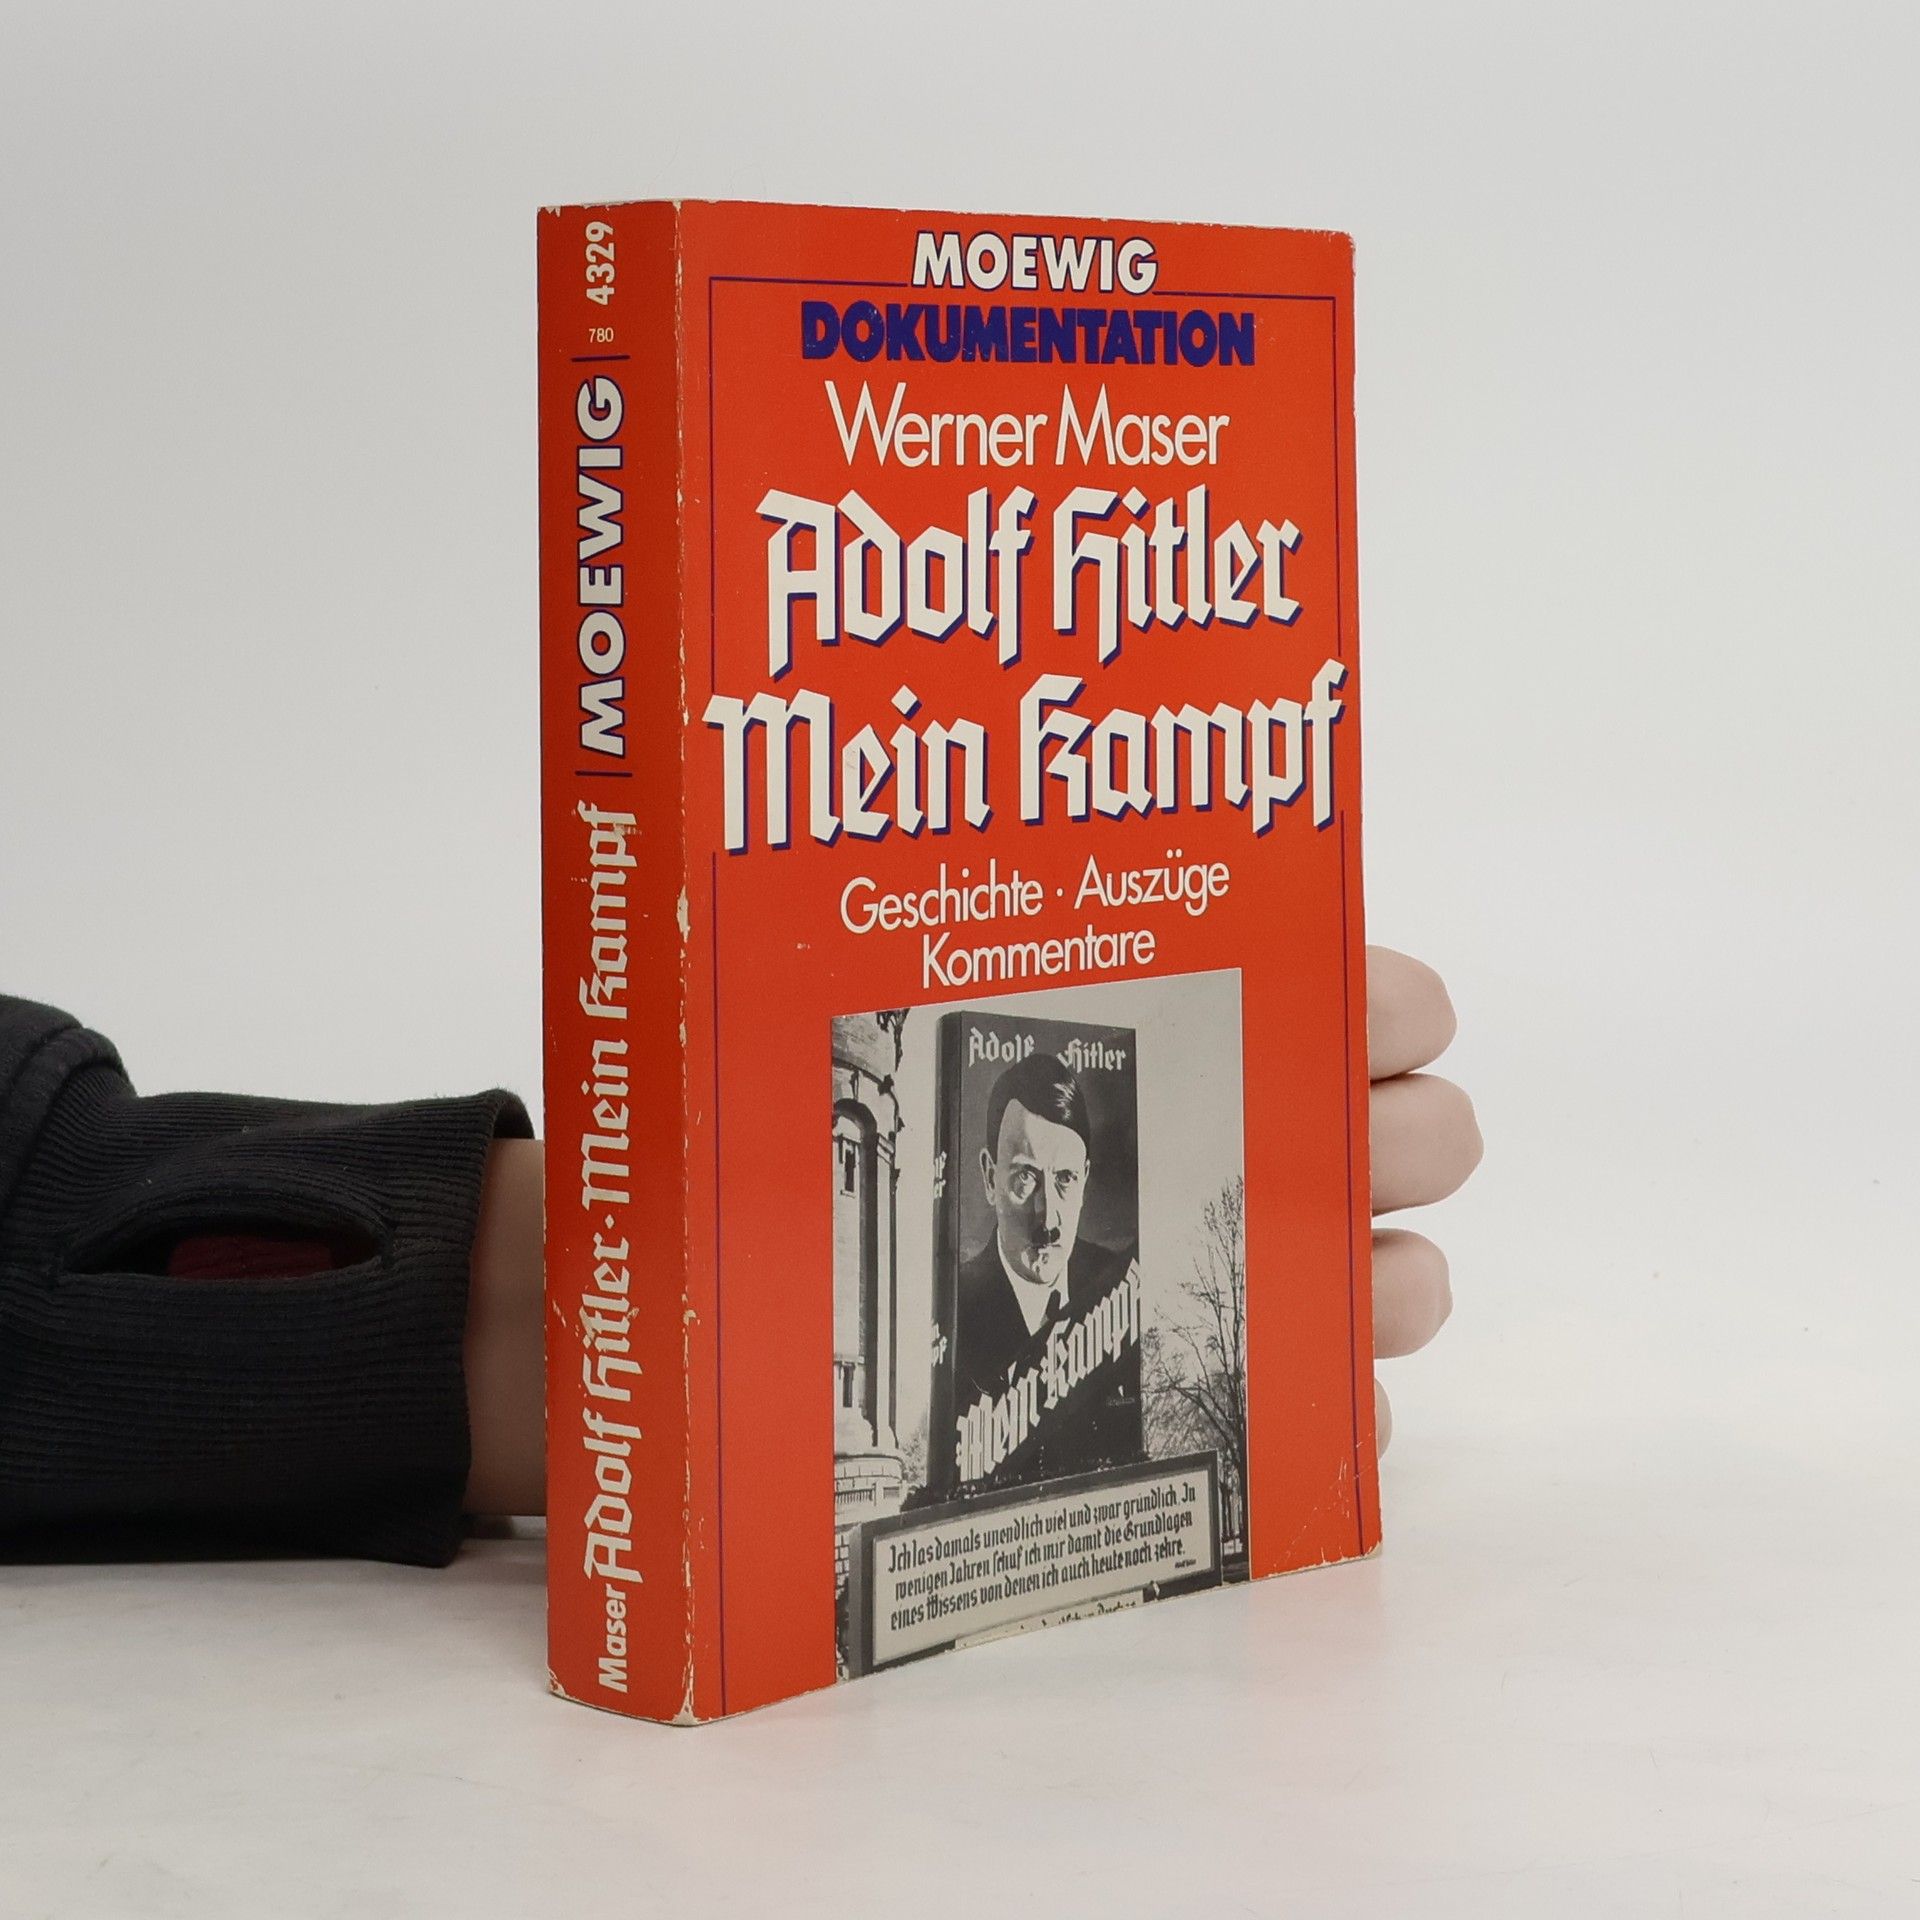 4329
780
MOEWIG
Maser Adolf Hitler · Mein Kampf
MOEWIG
DOKUMENTATION
Werner Maser
Adolf Hitler
Mein Kampf
Geschichte · Auszüge
Kommentare
Adolf Hitler
Mein Kampf
Ich las damals unendlich viel und zwar gründlich. In
wenigen Jahren schuf ich mir damit die Grundlagen
eines Wissens von denen ich auch heute noch zehre.